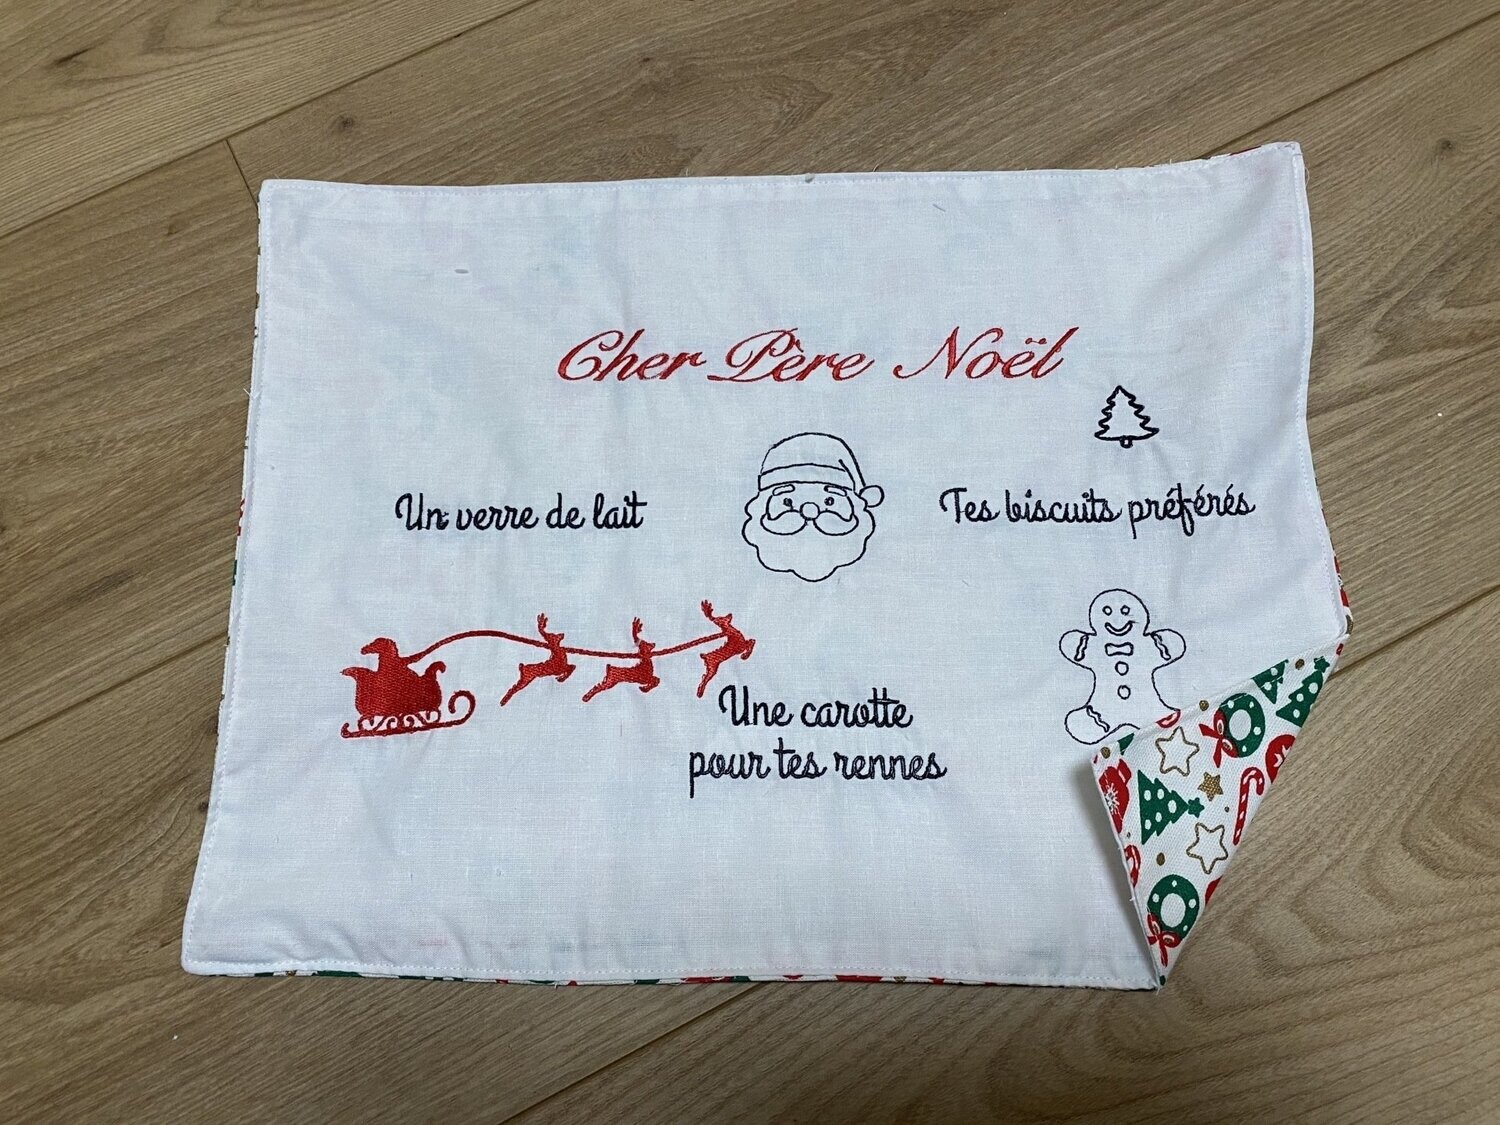 Cher Père Noël
Un verre de lait
Tes biscuits préférés
Une carotte
pour tes rennes